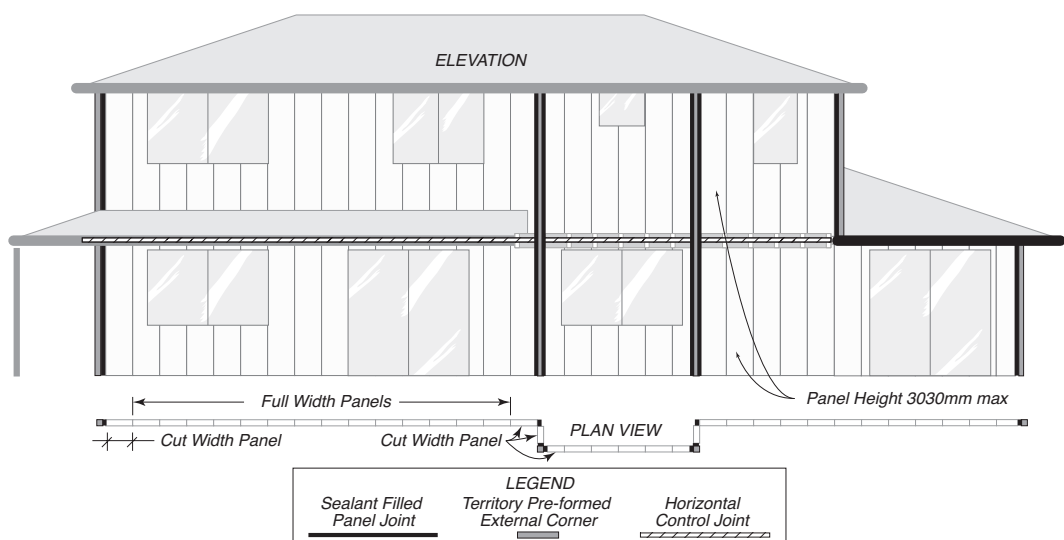 ELEVATION
Full Width Panels
Panel Height 3030mm max
Cut Width Panel
Cut Width Panel
PLAN VIEW
LEGEND
Sealant Filled
Panel Joint
Territory Pre-formed
External Corner
Horizontal
Control Joint